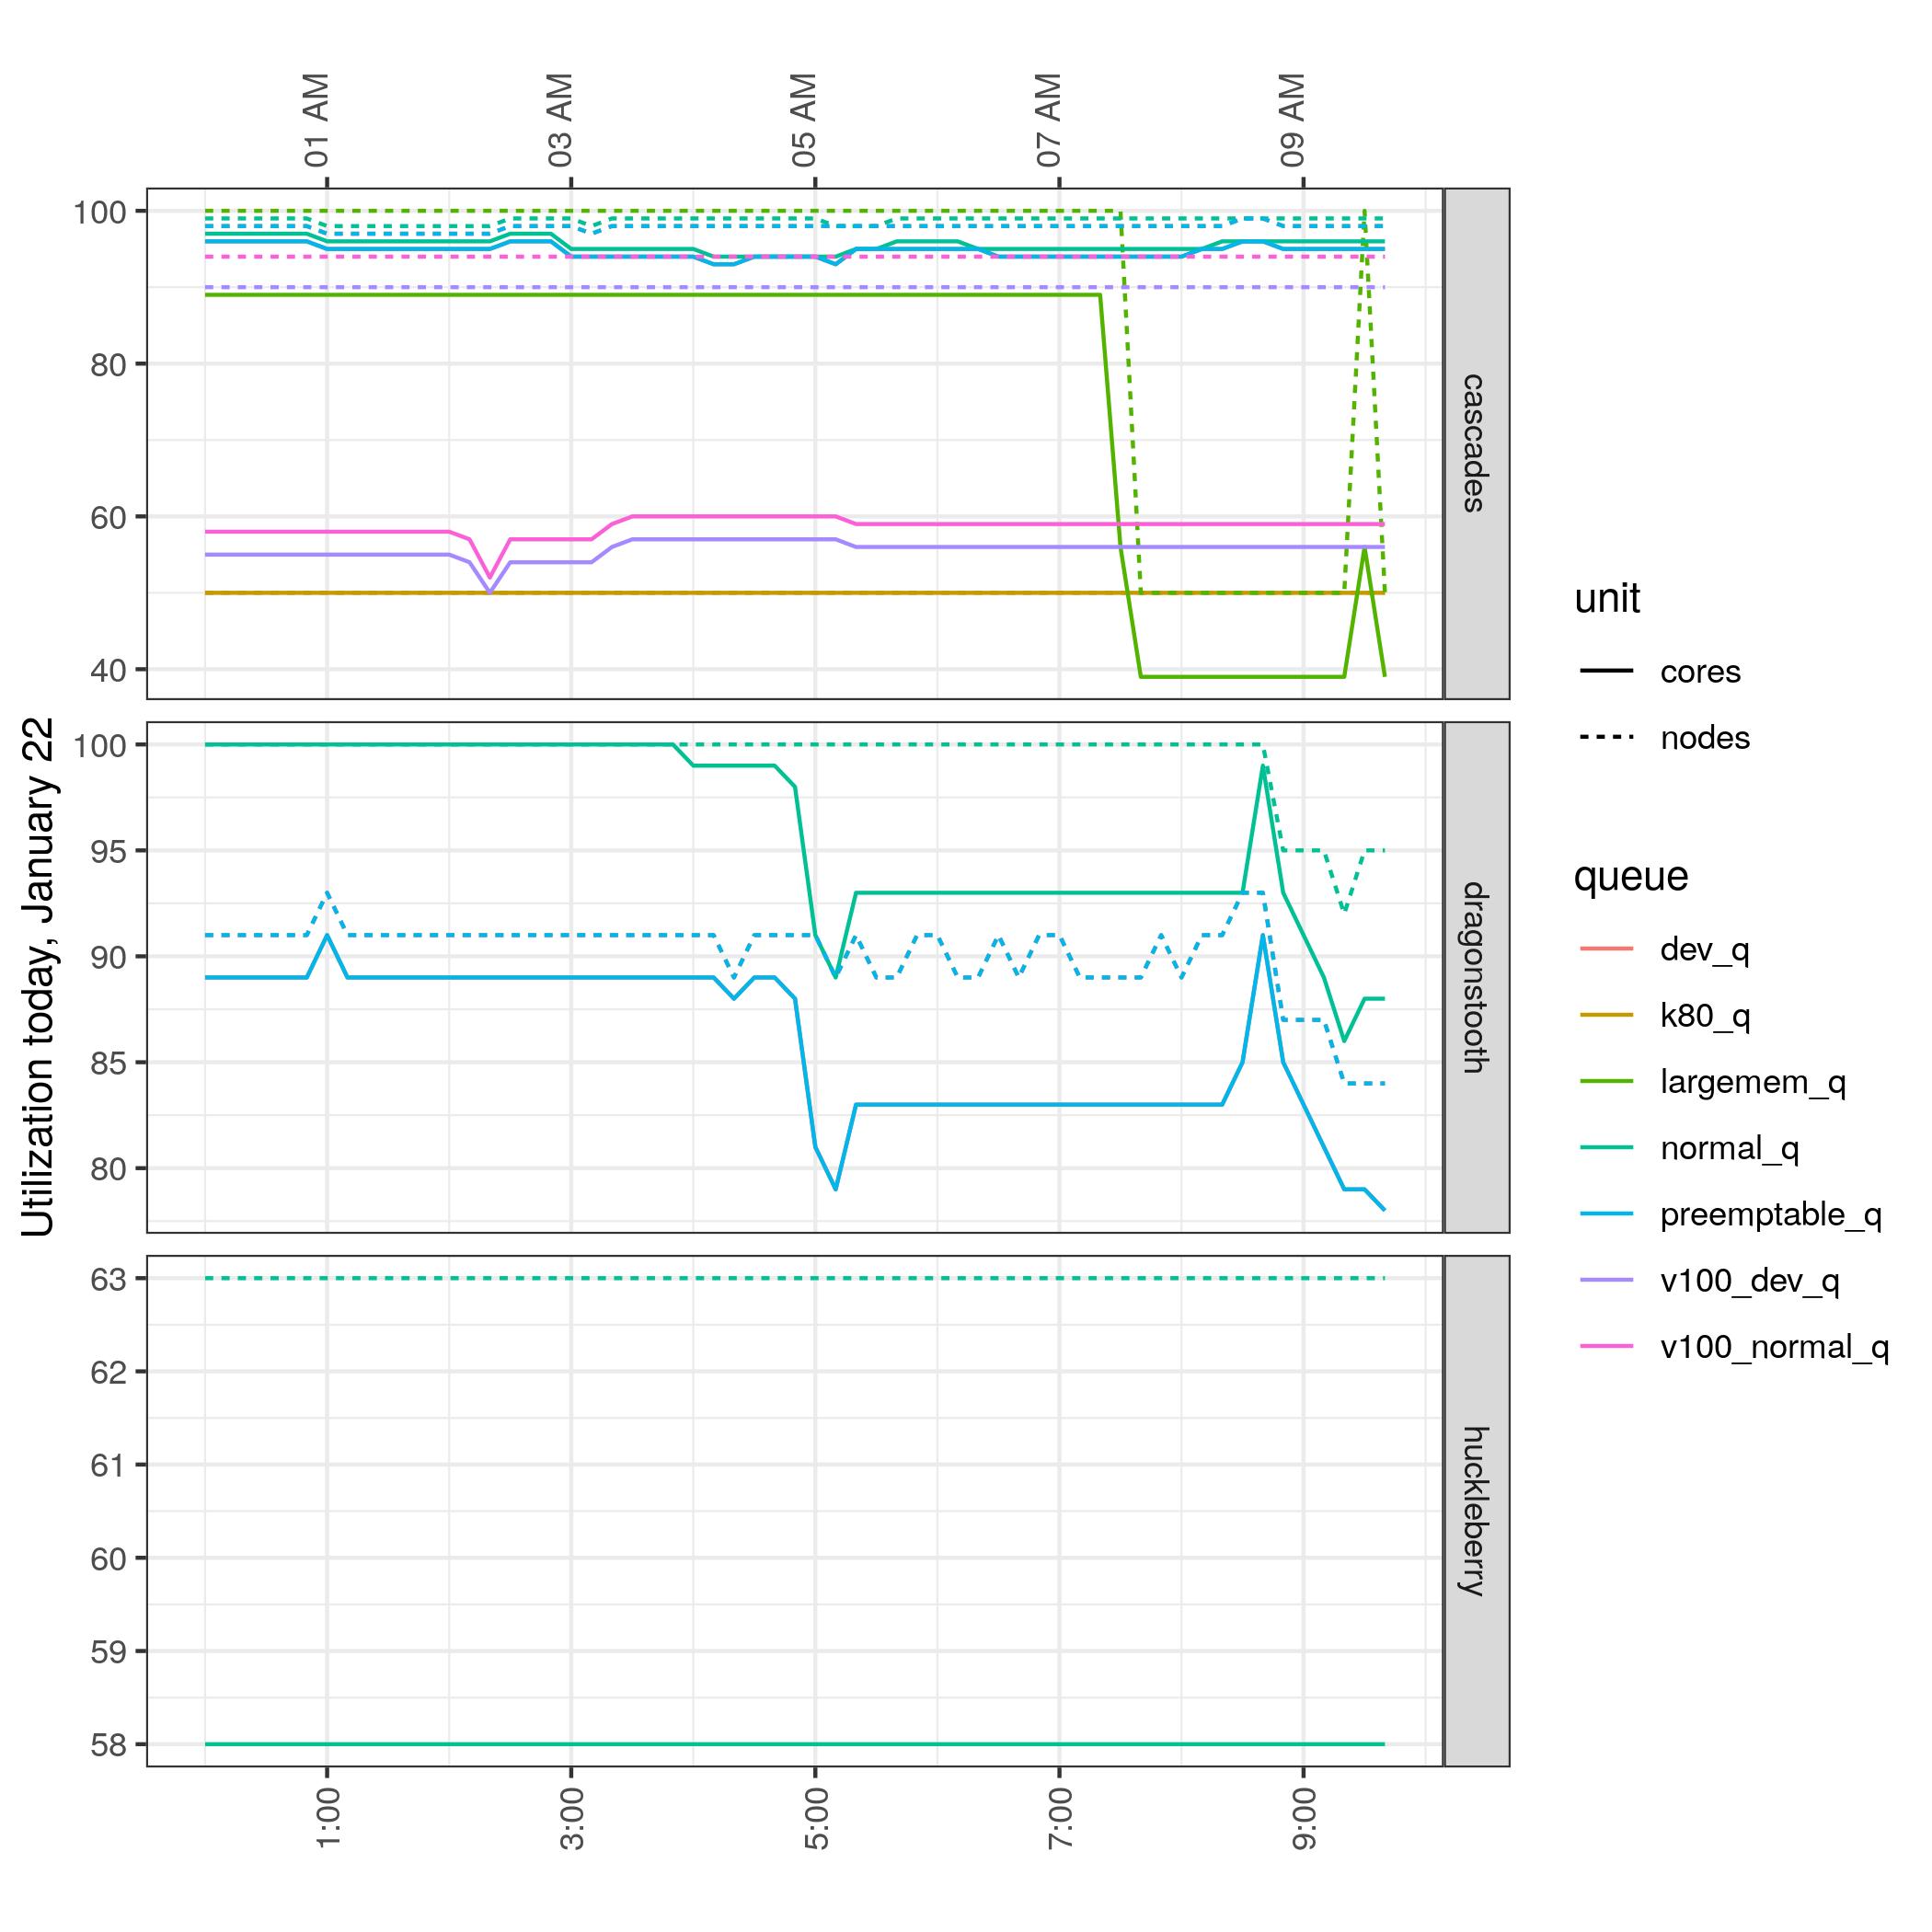 01 AM
03 AM
05 AM
07 AM
09 AM
Utilization today, January 22
100
80
60
40
cascades
100
95
90
85
80
dragonstooth
63
62
61
60
59
58
huckleberry
1:00
3:00
5:00
7:00
9:00
unit
cores
nodes
queue
dev_q
k80_q
largemem_q
normal_q
preemptable_q
v100_dev_q
v100_normal_q